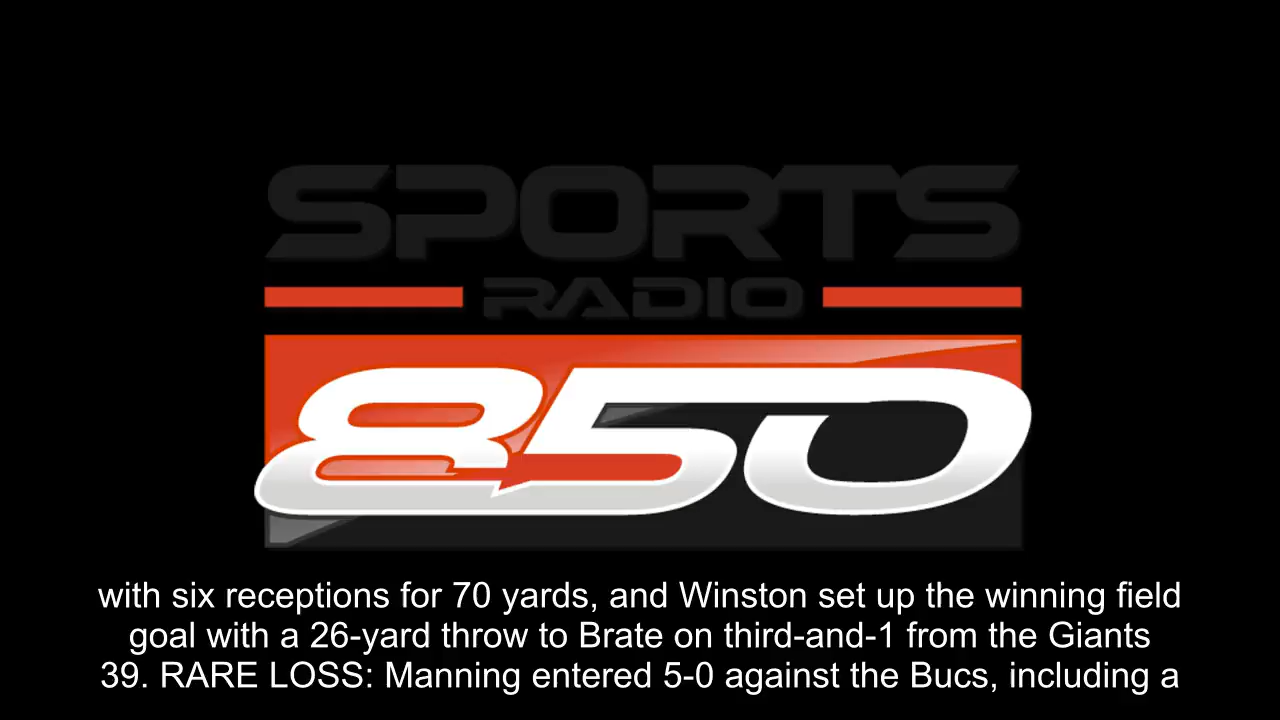 SPORTS
RADIO
850
with six receptions for 70 yards, and Winston set up the winning field
goal with a 26-yard throw to Brate on third-and-1 from the Giants
39. RARE LOSS: Manning entered 5-0 against the Bucs, including a